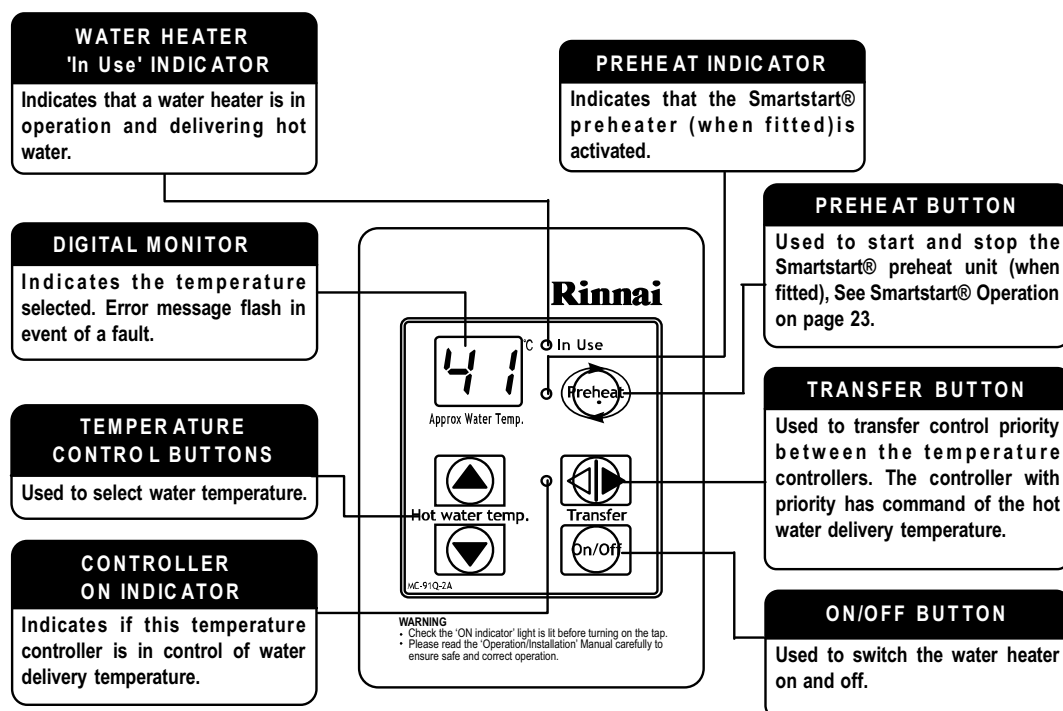 WATER HEATER
'In Use' INDICATOR
Indicates that a water heater is in
operation and delivering hot
water.
PREHEAT INDICATOR
Indicates that the Smartstart®
preheater (when fitted)is
activated.
DIGITAL MONITOR
Indicates the temperature
selected. Error message flash in
event of a fault.
PREHEAT BUTTON
Used to start and stop the
Smartstart® preheat unit (when
fitted), See Smartstart® Operation
on page 23.
TEMPERATURE
CONTROL BUTTONS
Used to select water temperature.
TRANSFER BUTTON
Used to transfer control priority
between the temperature
controllers. The controller with
priority has command of the hot
water delivery temperature.
CONTROLLER
ON INDICATOR
Indicates if this temperature
controller is in control of water
delivery temperature.
ON/OFF BUTTON
Used to switch the water heater
on and off.
Rinnai
41 °C In Use
Approx Water Temp.
Preheat
Hot water temp.
Transfer
On/Off
MC-91Q-2A
WARNING
• Check the 'ON indicator' light is lit before turning on the tap.
• Please read the 'Operation/Installation' Manual carefully to
ensure safe and correct operation.